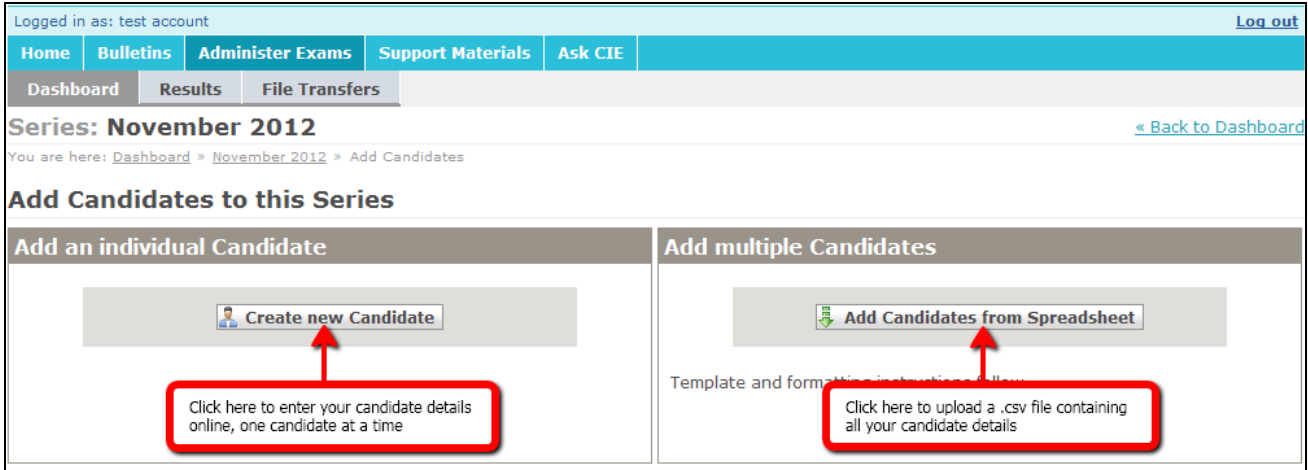 Logged in as: test account Log out
Home Bulletins Administer Exams Support Materials Ask CIE
Dashboard Results File Transfers
Series: November 2012 « Back to Dashboard
You are here: Dashboard » November 2012 » Add Candidates
Add Candidates to this Series
Add an individual Candidate
Create new Candidate
Click here to enter your candidate details
online, one candidate at a time
Add multiple Candidates
Add Candidates from Spreadsheet
Template and formatting instructions follow
Click here to upload a .csv file containing
all your candidate details